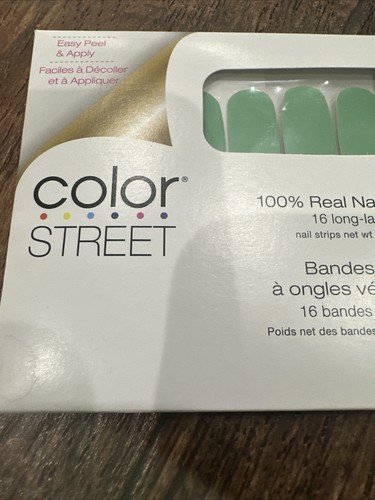 Easy Peel
& Apply
Faciles à Décoller
et à Appliquer
color®
STREET
100% Real Na
16 long-la
nail strips net wt
Bandes
à ongles vé
16 bandes
Poids net des bandes